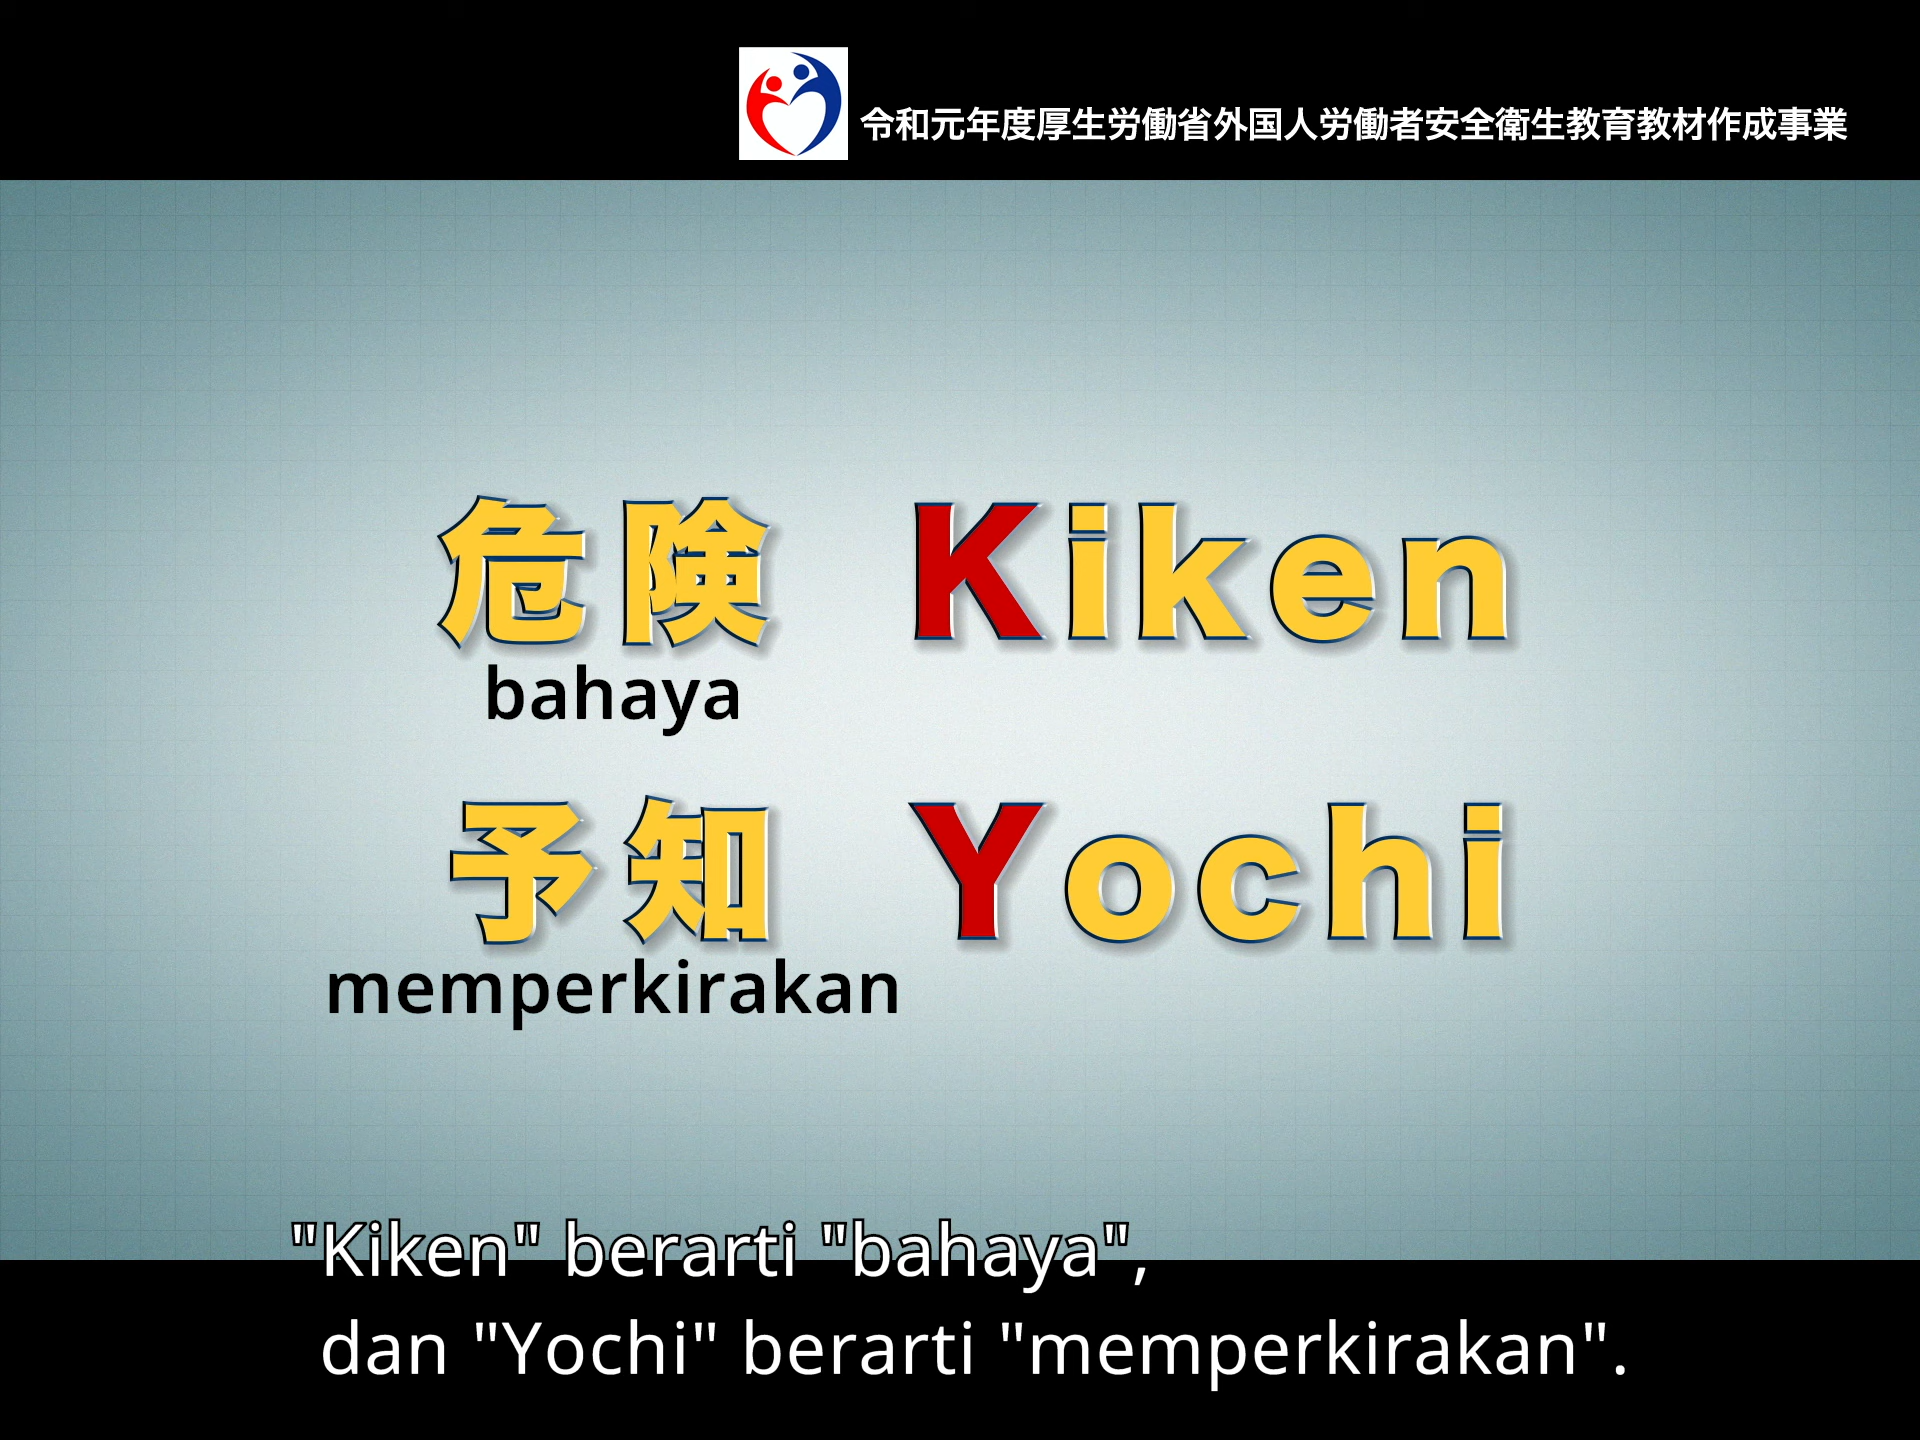 令和元年度厚生労働省外国人労働者安全衛生教育教材作成事業
危険 Kiken
bahaya
予知 Yochi
memperkirakan
"Kiken" berarti "bahaya",
dan "Yochi" berarti "memperkirakan".